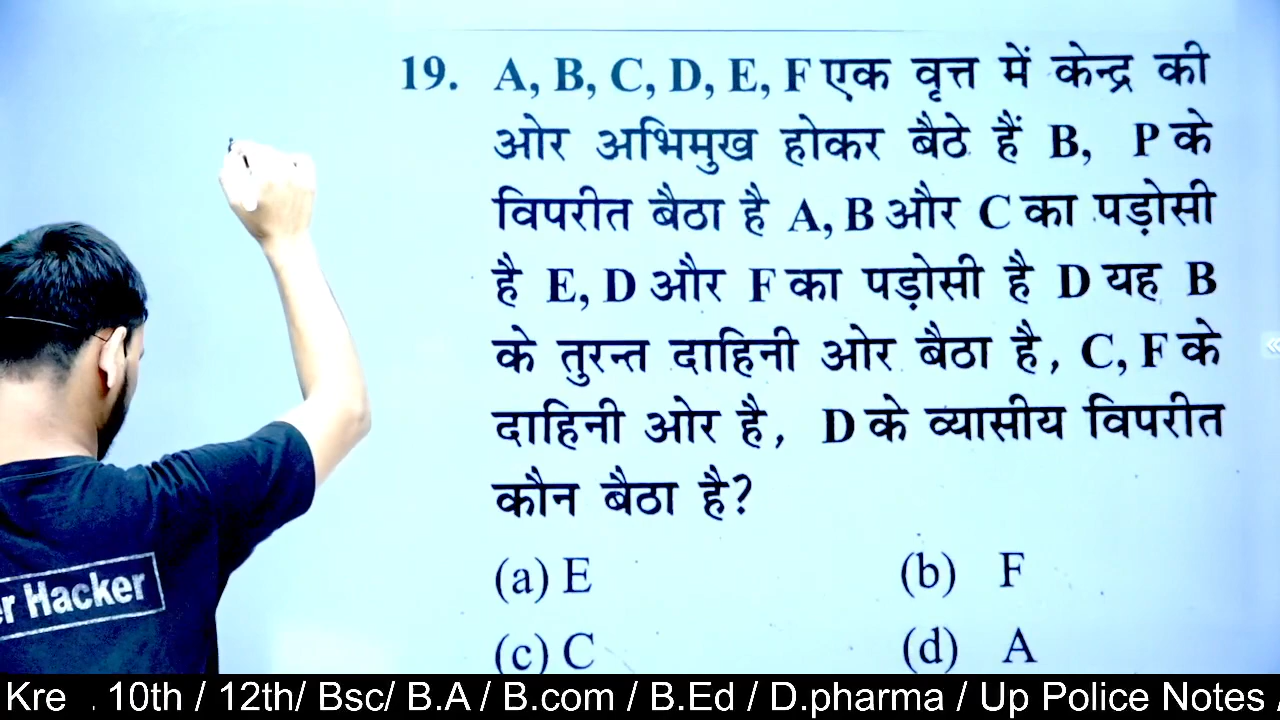 19. A, B, C, D, E, F एक वृत्त में केन्द्र की
ओर अभिमुख होकर बैठे हैं B, P के
विपरीत बैठा है A, B और C का पड़ोसी
है E, D और F का पड़ोसी है D यह B
के तुरन्त दाहिनी ओर बैठा है, C, F के
दाहिनी ओर है, D के व्यासीय विपरीत
कौन बैठा है?
(a) E (b) F
(c) C (d) A
r Hacker
Kre . 10th / 12th/ Bsc/ B.A / B.com / B.Ed / D.pharma / Up Police Notes